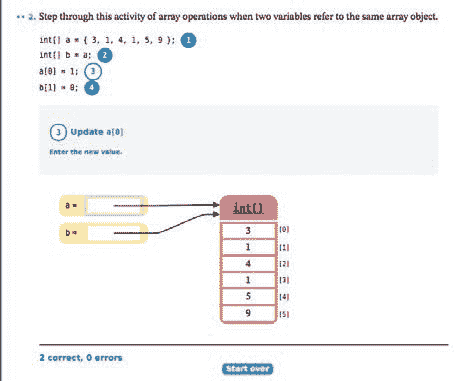 •• 2. Step through this activity of array operations when two variables refer to the same array object.
int[] a = { 3, 1, 4, 1, 5, 9 }; 1
int[] b = a; 2
a[0] = 1; 3
b[1] = 0; 4
3 Update a[0]
Enter the new value.
a =
b =
int[]
3 [0]
1 [1]
4 [2]
1 [3]
5 [4]
9 [5]
2 correct, 0 errors
Start over